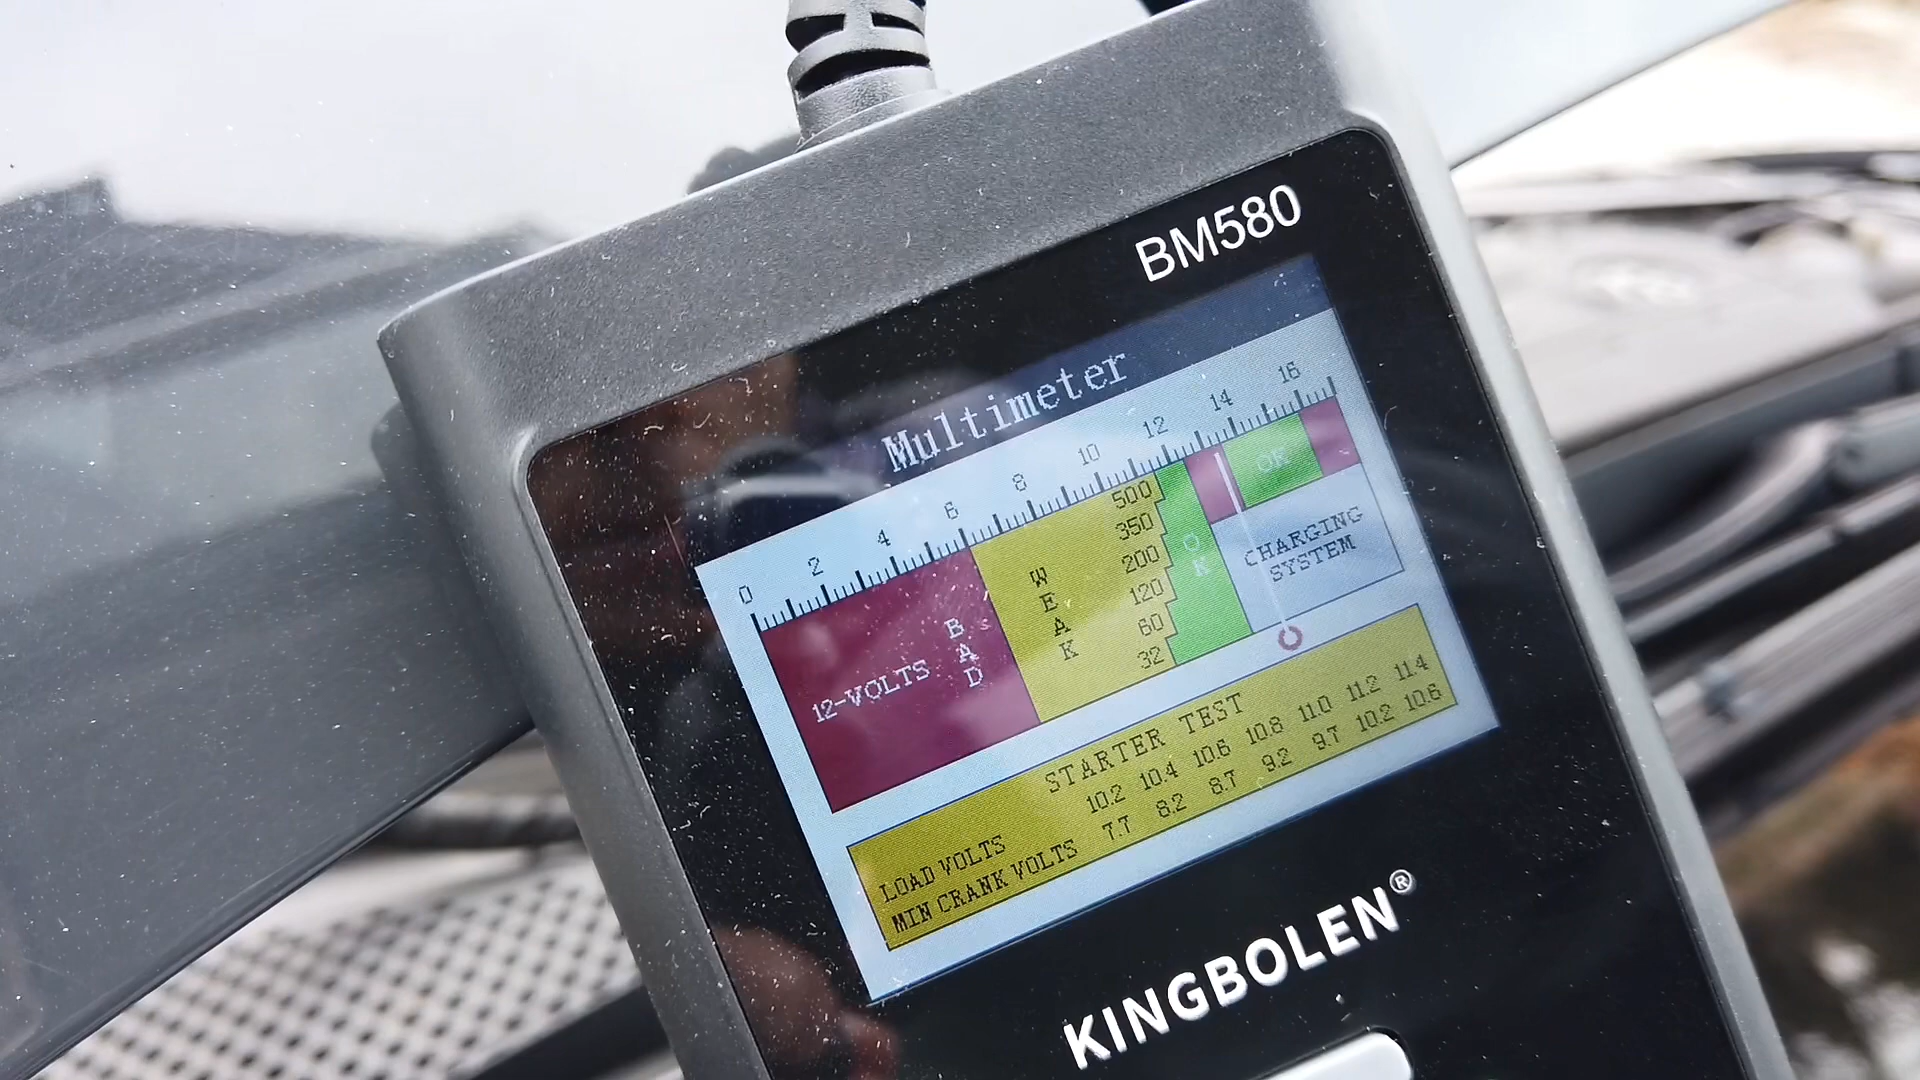 BM580
Multimeter
0 2 4 6 8 10 12 14 16
12-VOLTS
BAD
WEAK
500
350
200
120
60
32
OK
OK
CHARGING
SYSTEM
STARTER TEST
LOAD VOLTS 10.2 10.4 10.6 10.8 11.0 11.2 11.4
MIN CRANK VOLTS 7.7 8.2 8.7 9.2 9.7 10.2 10.6
KINGBOLEN®